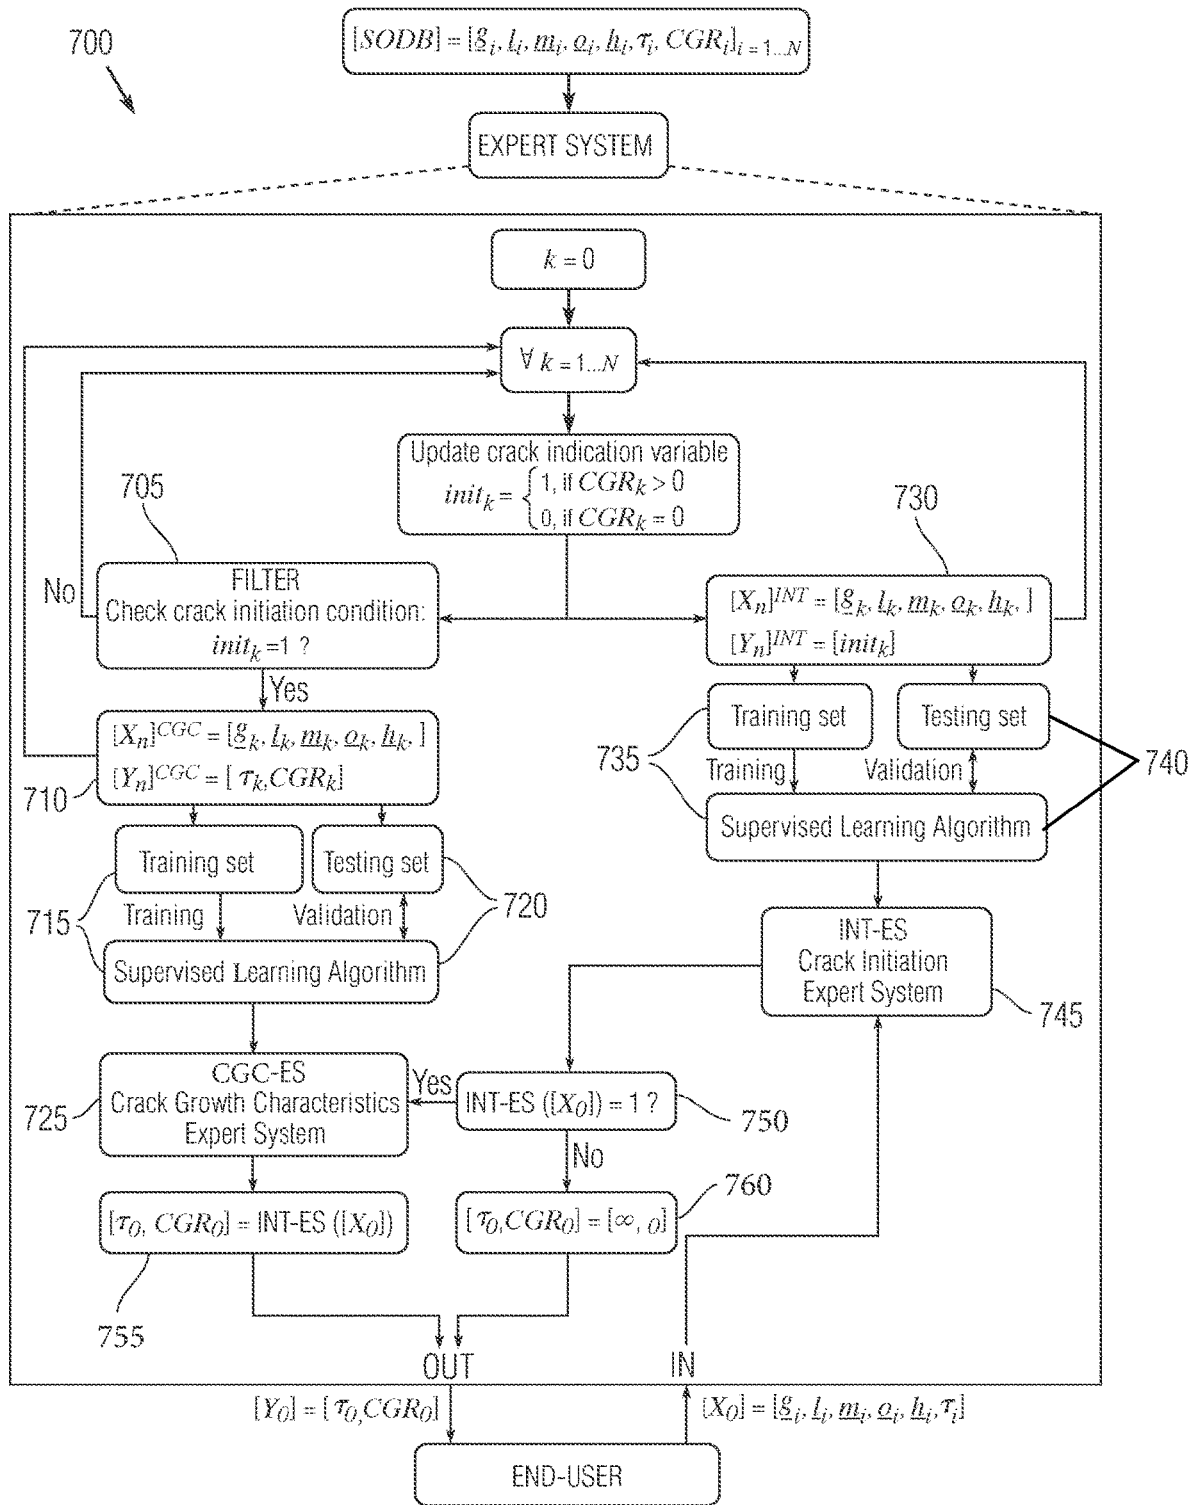 700
[SODB] = [g_i, l_i, m_i, o_i, h_i, τ_i, CGR_i]_{i = 1...N}
EXPERT SYSTEM
k = 0
∀ k = 1...N
Update crack indication variable
init_k = { 1, if CGR_k > 0
0, if CGR_k = 0
705
FILTER
Check crack initiation condition:
init_k =1 ?
No
Yes
730
[X_n]^{INT} = [g_k, l_k, m_k, o_k, h_k, ]
[Y_n]^{INT} = [init_k]
Training set
Testing set
735
740
Training
Validation
Supervised Learning Algorithm
[X_n]^{CGC} = [g_k, l_k, m_k, o_k, h_k, ]
[Y_n]^{CGC} = [ τ_k, CGR_k]
710
Training set
Testing set
715
720
Training
Validation
Supervised Learning Algorithm
INT-ES
Crack Initiation
Expert System
745
CGC-ES
Crack Growth Characteristics
Expert System
725
Yes
INT-ES ([X_0]) = 1 ?
750
No
760
[τ_0, CGR_0] = INT-ES ([X_0])
[ τ_0, CGR_0] = [∞, 0]
755
OUT
IN
[Y_0] = [ τ_0, CGR_0]
[X_0] = [g_i, l_i, m_i, o_i, h_i, τ_i]
END-USER